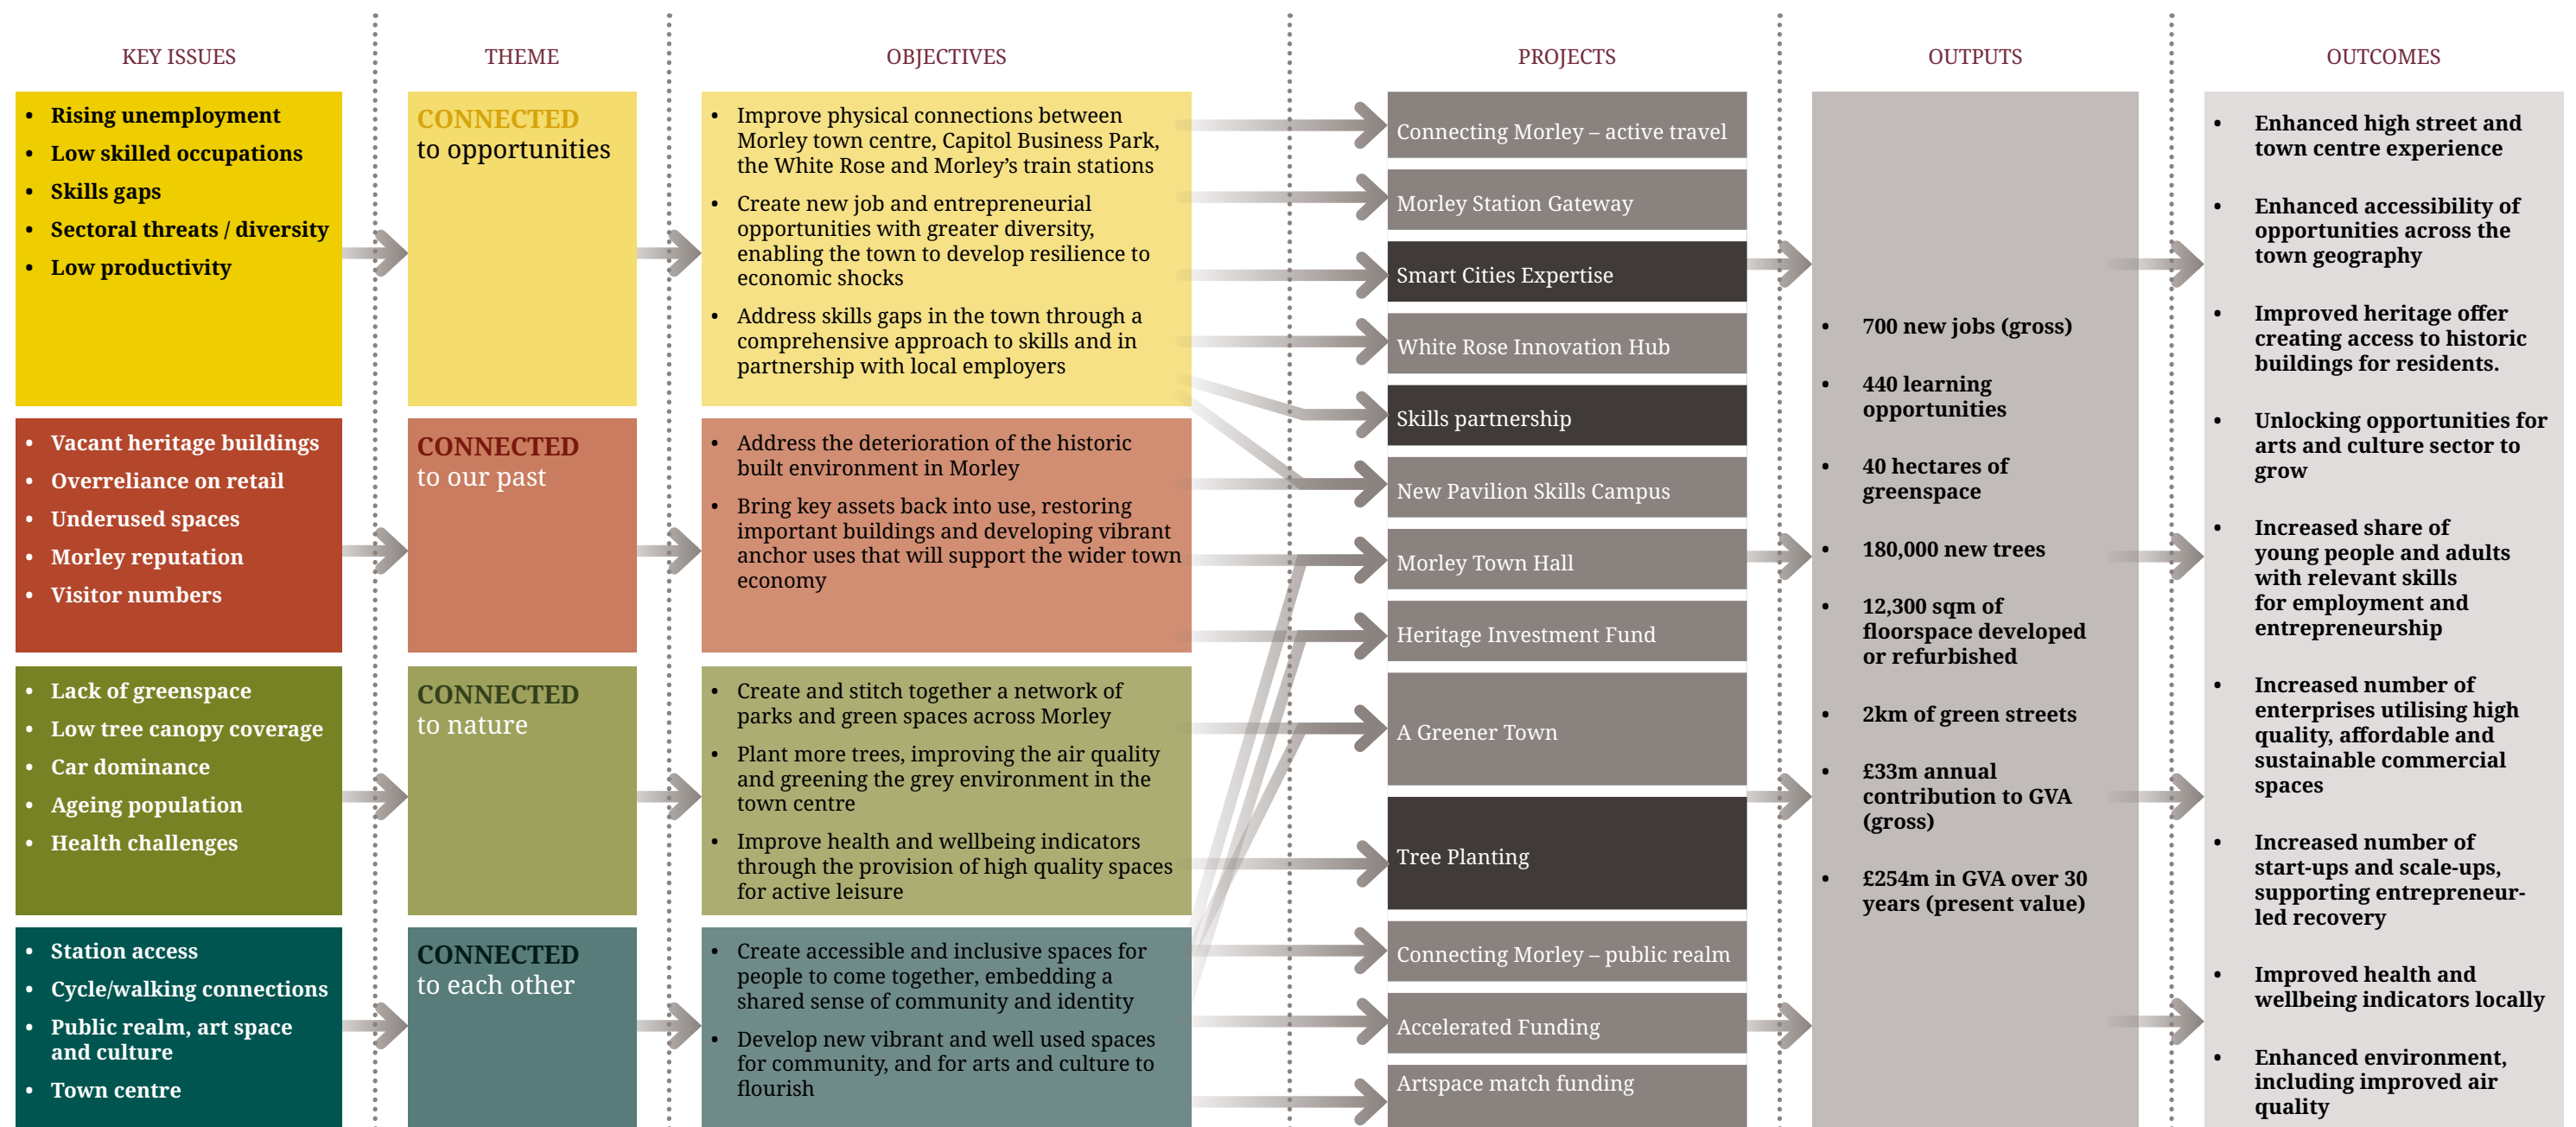 KEY ISSUES
THEME
OBJECTIVES
PROJECTS
OUTPUTS
OUTCOMES
• Rising unemployment
• Low skilled occupations
• Skills gaps
• Sectoral threats / diversity
• Low productivity
CONNECTED
to opportunities
• Improve physical connections between
Morley town centre, Capitol Business Park,
the White Rose and Morley’s train stations
• Create new job and entrepreneurial
opportunities with greater diversity,
enabling the town to develop resilience to
economic shocks
• Address skills gaps in the town through a
comprehensive approach to skills and in
partnership with local employers
• Vacant heritage buildings
• Overreliance on retail
• Underused spaces
• Morley reputation
• Visitor numbers
CONNECTED
to our past
• Address the deterioration of the historic
built environment in Morley
• Bring key assets back into use, restoring
important buildings and developing vibrant
anchor uses that will support the wider town
economy
• Lack of greenspace
• Low tree canopy coverage
• Car dominance
• Ageing population
• Health challenges
CONNECTED
to nature
• Create and stitch together a network of
parks and green spaces across Morley
• Plant more trees, improving the air quality
and greening the grey environment in the
town centre
• Improve health and wellbeing indicators
through the provision of high quality spaces
for active leisure
• Station access
• Cycle/walking connections
• Public realm, art space
and culture
• Town centre
CONNECTED
to each other
• Create accessible and inclusive spaces for
people to come together, embedding a
shared sense of community and identity
• Develop new vibrant and well used spaces
for community, and for arts and culture to
flourish
Connecting Morley – active travel
Morley Station Gateway
Smart Cities Expertise
White Rose Innovation Hub
Skills partnership
New Pavilion Skills Campus
Morley Town Hall
Heritage Investment Fund
A Greener Town
Tree Planting
Connecting Morley – public realm
Accelerated Funding
Artspace match funding
• 700 new jobs (gross)
• 440 learning
opportunities
• 40 hectares of
greenspace
• 180,000 new trees
• 12,300 sqm of
floorspace developed
or refurbished
• 2km of green streets
• £33m annual
contribution to GVA
(gross)
• £254m in GVA over 30
years (present value)
• Enhanced high street and
town centre experience
• Enhanced accessibility of
opportunities across the
town geography
• Improved heritage offer
creating access to historic
buildings for residents.
• Unlocking opportunities for
arts and culture sector to
grow
• Increased share of
young people and adults
with relevant skills
for employment and
entrepreneurship
• Increased number of
enterprises utilising high
quality, affordable and
sustainable commercial
spaces
• Increased number of
start-ups and scale-ups,
supporting entrepreneur-
led recovery
• Improved health and
wellbeing indicators locally
• Enhanced environment,
including improved air
quality